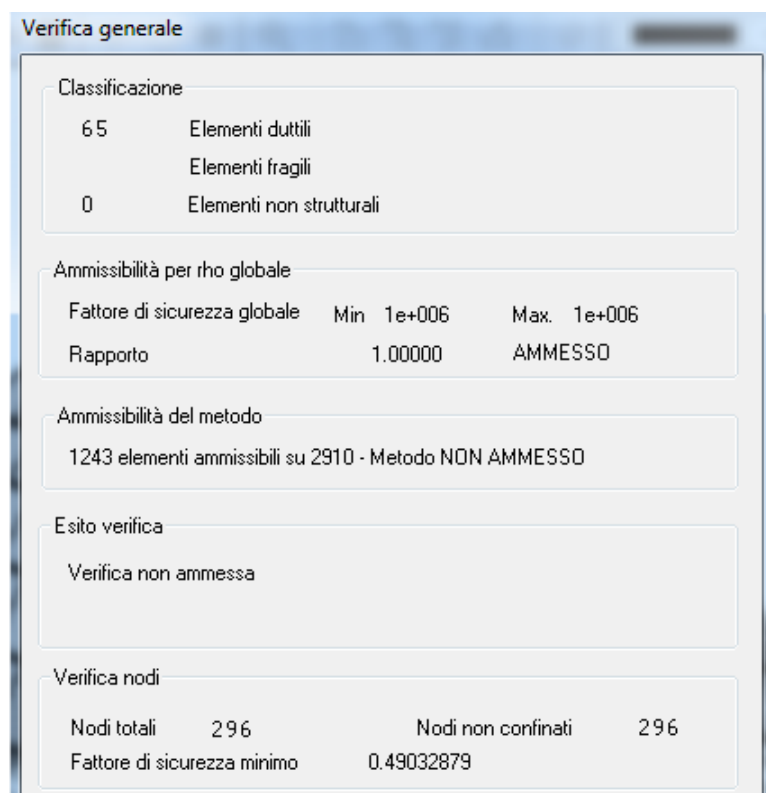 Verifica generale
Classificazione
65 Elementi duttili
Elementi fragili
0 Elementi non strutturali
Ammissibilità per rho globale
Fattore di sicurezza globale Min 1e+006 Max. 1e+006
Rapporto 1.00000 AMMESSO
Ammissibilità del metodo
1243 elementi ammissibili su 2910 - Metodo NON AMMESSO
Esito verifica
Verifica non ammessa
Verifica nodi
Nodi totali 296 Nodi non confinati 296
Fattore di sicurezza minimo 0.49032879